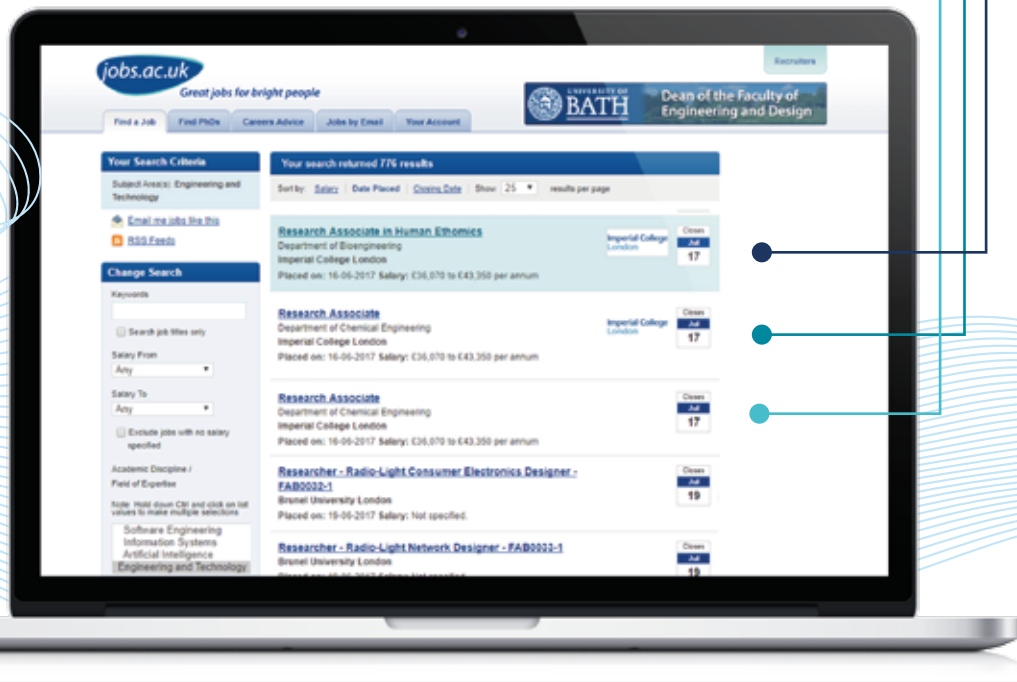 Recruiters
jobs.ac.uk
Great jobs for bright people
UNIVERSITY OF
BATH
Dean of the Faculty of
Engineering and Design
Find a Job Find PhDs Careers Advice Jobs by Email Your Account
Your Search Criteria
Subject Area(s): Engineering and
Technology
Email me jobs like this
RSS Feeds
Change Search
Keywords
Search job titles only
Salary From
Any
Salary To
Any
Exclude jobs with no salary
specified
Academic Discipline /
Field of Expertise
Note: Hold down Ctrl and click on list
values to make multiple selections
Software Engineering
Information Systems
Artificial Intelligence
Engineering and Technology
Your search returned 776 results
Sort by: Salary | Date Placed | Closing Date | Show 25 results per page
Research Associate in Human Ethomics
Department of Bioengineering
Imperial College London
Placed on: 16-06-2017 Salary: £36,070 to £43,350 per annum
Imperial College
London
Closes
Jul
17
Research Associate
Department of Chemical Engineering
Imperial College London
Placed on: 16-06-2017 Salary: £36,070 to £43,350 per annum
Imperial College
London
Closes
Jul
17
Research Associate
Department of Chemical Engineering
Imperial College London
Placed on: 16-06-2017 Salary: £36,070 to £43,350 per annum
Closes
Jul
17
Researcher - Radio-Light Consumer Electronics Designer -
FAB0032-1
Brunel University London
Placed on: 19-06-2017 Salary: Not specified.
Closes
Jul
19
Researcher - Radio-Light Network Designer - FAB0033-1
Brunel University London
Closes
Jul
19